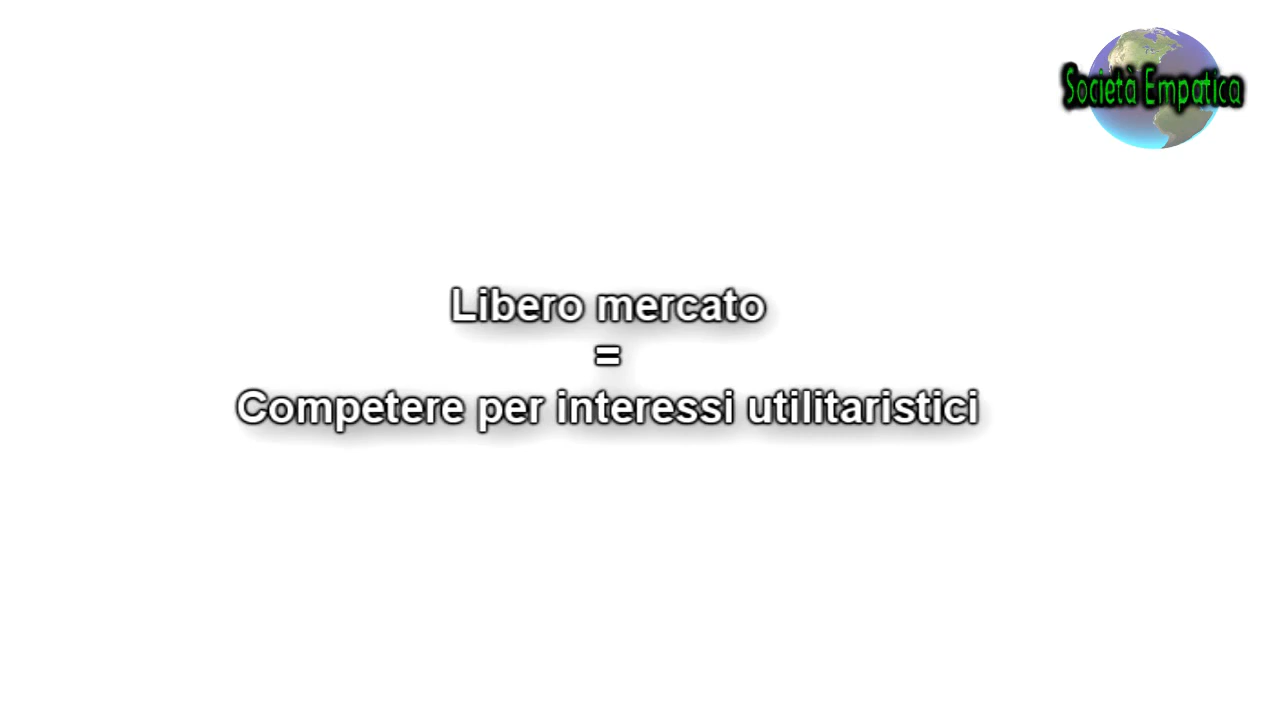 Società Empatica
Libero mercato
=
Competere per interessi utilitaristici